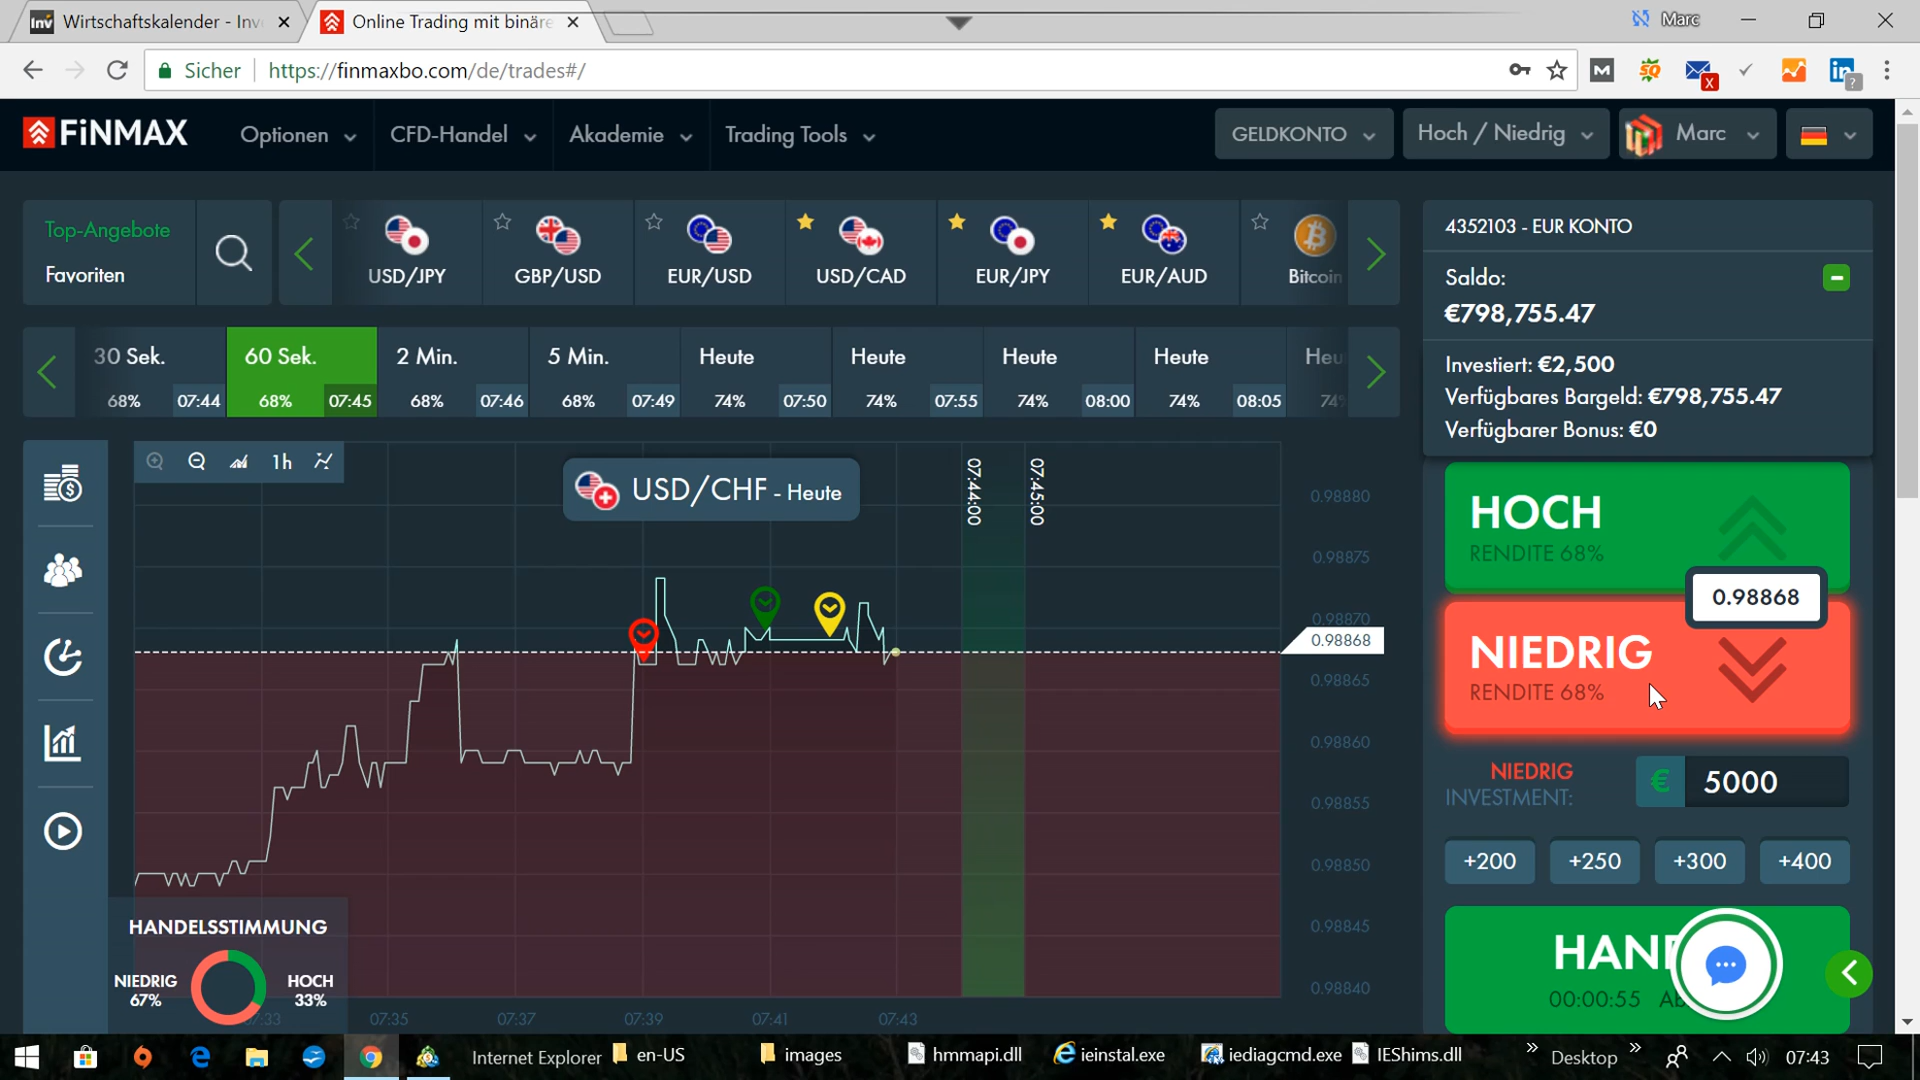 Wirtschaftskalender - Inv
Online Trading mit binäre
Marc
Sicher
https://finmaxbo.com/de/trades#/
FiNMAX
Optionen
CFD-Handel
Akademie
Trading Tools
GELDKONTO
Hoch / Niedrig
Marc
Top-Angebote
Favoriten
USD/JPY
GBP/USD
EUR/USD
USD/CAD
EUR/JPY
EUR/AUD
Bitcoin
30 Sek.
68% 07:44
60 Sek.
68% 07:45
2 Min.
68% 07:46
5 Min.
68% 07:49
Heute
74% 07:50
Heute
74% 07:55
Heute
74% 08:00
Heute
74% 08:05
Heu
74
4352103 - EUR KONTO
Saldo:
€798,755.47
Investiert: €2,500
Verfügbares Bargeld: €798,755.47
Verfügbarer Bonus: €0
1h
USD/CHF - Heute
07:44:00
07:45:00
0.98880
0.98875
0.98870
0.98868
0.98865
0.98860
0.98855
0.98850
0.98845
0.98840
HANDELSSTIMMUNG
NIEDRIG
67%
HOCH
33%
:33
07:35
07:37
07:39
07:41
07:43
HOCH
RENDITE 68%
0.98868
NIEDRIG
RENDITE 68%
NIEDRIG
INVESTMENT:
€ 5000
+200
+250
+300
+400
HAN
00:00:55
Internet Explorer
en-US
images
hmmapi.dll
ieinstal.exe
iediagcmd.exe
IEShims.dll
Desktop
07:43